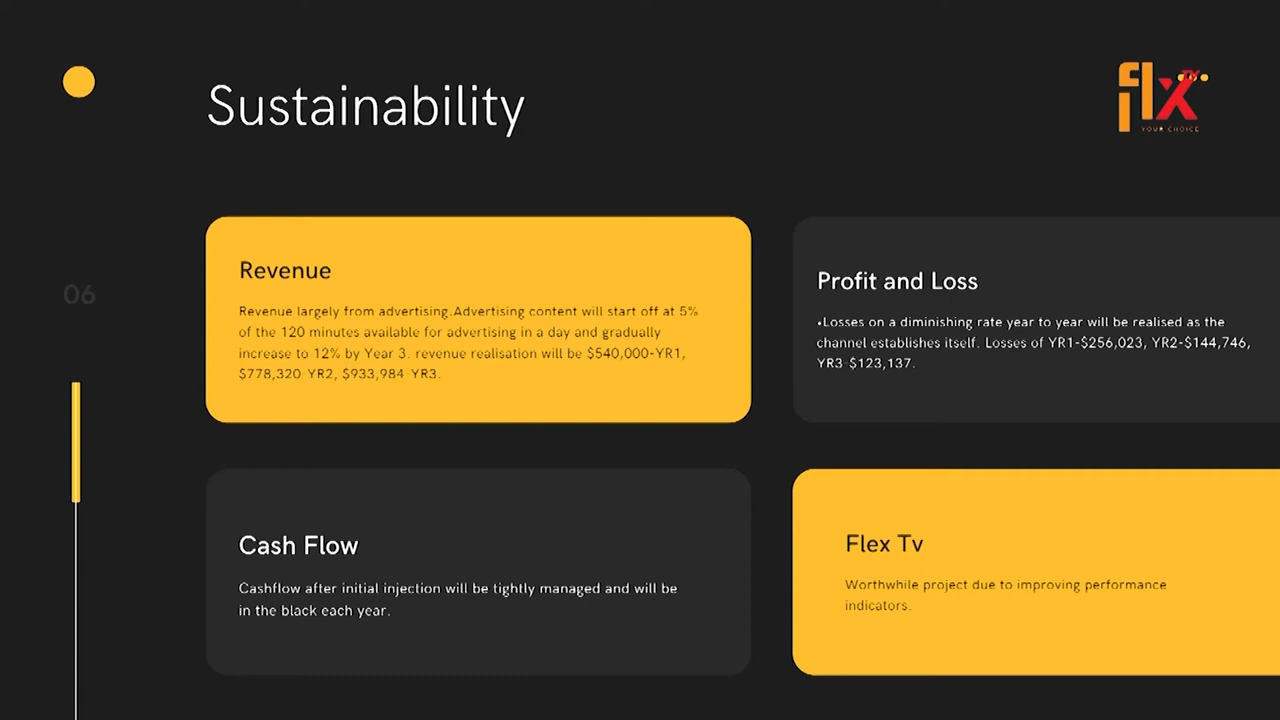 Sustainability
flx
TV
YOUR CHOICE
06
Revenue
Revenue largely from advertising.Advertising content will start off at 5%
of the 120 minutes available for advertising in a day and gradually
increase to 12% by Year 3. revenue realisation will be $540,000-YR1,
$778,320-YR2, $933,984-YR3.
Profit and Loss
•Losses on a diminishing rate year to year will be realised as the
channel establishes itself. Losses of YR1-$256,023, YR2-$144,746,
YR3-$123,137.
Cash Flow
Cashflow after initial injection will be tightly managed and will be
in the black each year.
Flex Tv
Worthwhile project due to improving performance
indicators.